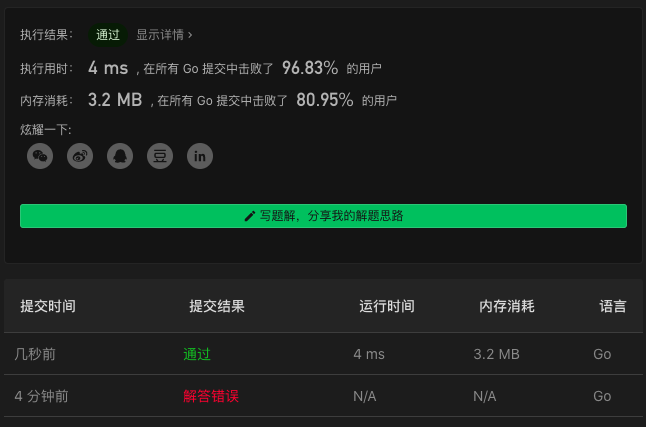 执行结果： 通过 显示详情 >
执行用时： 4 ms , 在所有 Go 提交中击败了 96.83% 的用户
内存消耗： 3.2 MB , 在所有 Go 提交中击败了 80.95% 的用户
炫耀一下:
豆 in
写题解，分享我的解题思路
提交时间 提交结果 运行时间 内存消耗 语言
几秒前 通过 4 ms 3.2 MB Go
4 分钟前 解答错误 N/A N/A Go